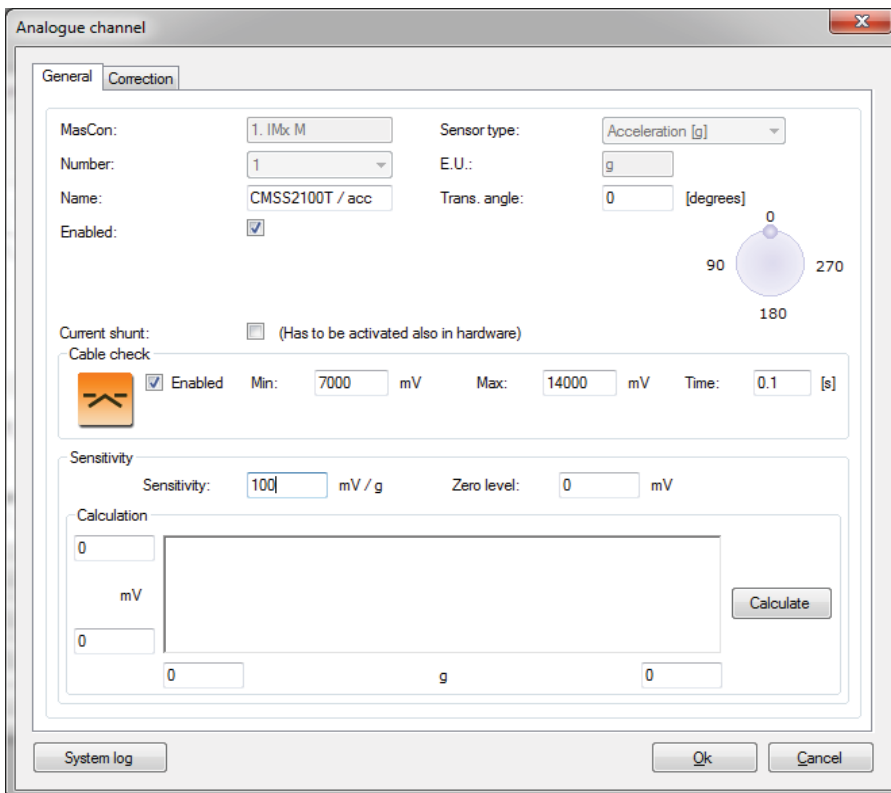 Analogue channel
General Correction
MasCon: 1. IMx M Sensor type: Acceleration [g]
Number: 1 E.U.: g
Name: CMSS2100T / acc Trans. angle: 0 [degrees]
Enabled:
0
90 270
180
Current shunt: (Has to be activated also in hardware)
Cable check
Enabled Min: 7000 mV Max: 14000 mV Time: 0.1 [s]
Sensitivity
Sensitivity: 100 mV / g Zero level: 0 mV
Calculation
0
mV
Calculate
0
0 g 0
System log Ok Cancel